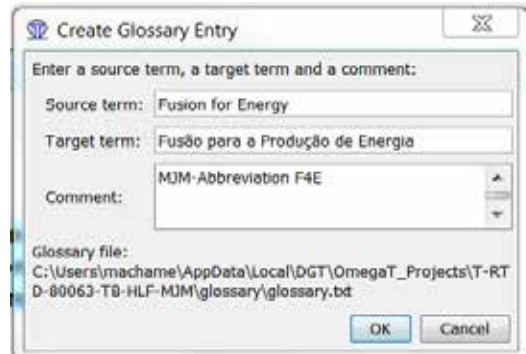 Create Glossary Entry
Enter a source term, a target term and a comment:
Source term: Fusion for Energy
Target term: Fusão para a Produção de Energia
Comment: MJM-Abbreviation F4E
Glossary file:
C:\Users\machame\AppData\Local\DGT\OmegaT_Projects\T-RT
D-80063-T8-HLF-MJM\glossary\glossary.txt
OK Cancel